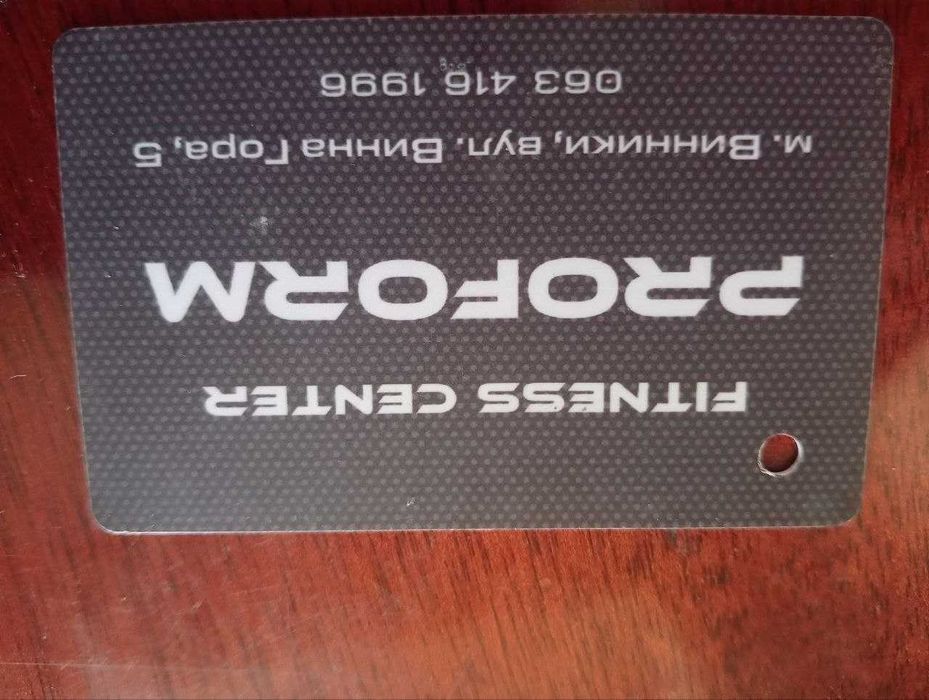 FITNESS CENTER
PROFORM
м. Винники, вул. Винна Гора, 5
063 416 1996